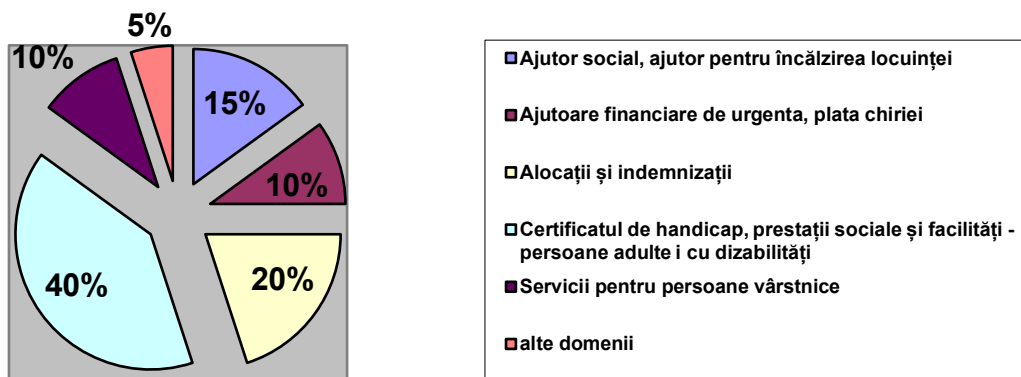 5%
10%
15%
10%
20%
40%
Ajutor social, ajutor pentru încălzirea locuinței
Ajutoare financiare de urgenta, plata chiriei
Alocații și indemnizații
Certificatul de handicap, prestații sociale și facilități -
persoane adulte i cu dizabilități
Servicii pentru persoane vârstnice
alte domenii